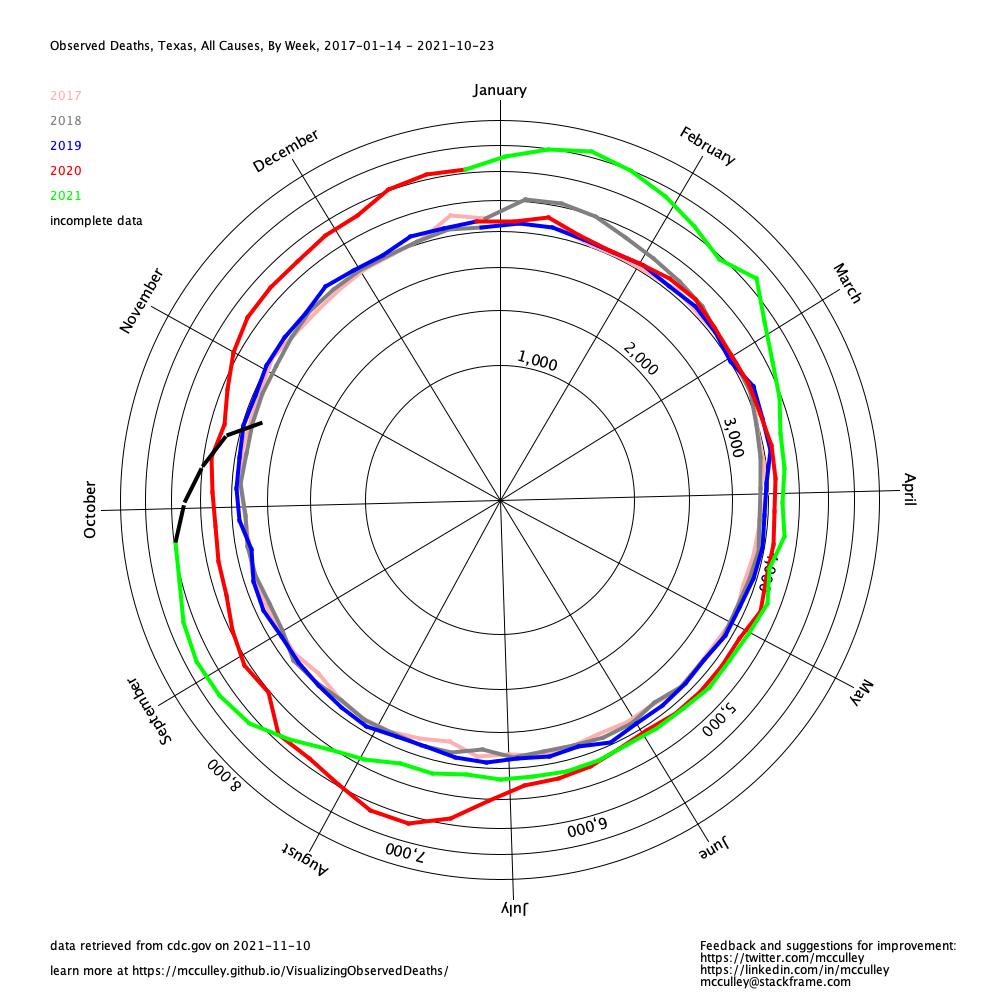 Observed Deaths, Texas, All Causes, By Week, 2017-01-14 - 2021-10-23
2017
2018
2019
2020
2021
incomplete data
January
February
March
April
May
June
July
August
September
October
November
December
1,000
2,000
3,000
4,000
5,000
6,000
7,000
8,000
data retrieved from cdc.gov on 2021-11-10
learn more at https://mcculley.github.io/VisualizingObservedDeaths/
Feedback and suggestions for improvement:
https://twitter.com/mcculley
https://linkedin.com/in/mcculley
mcculley@stackframe.com